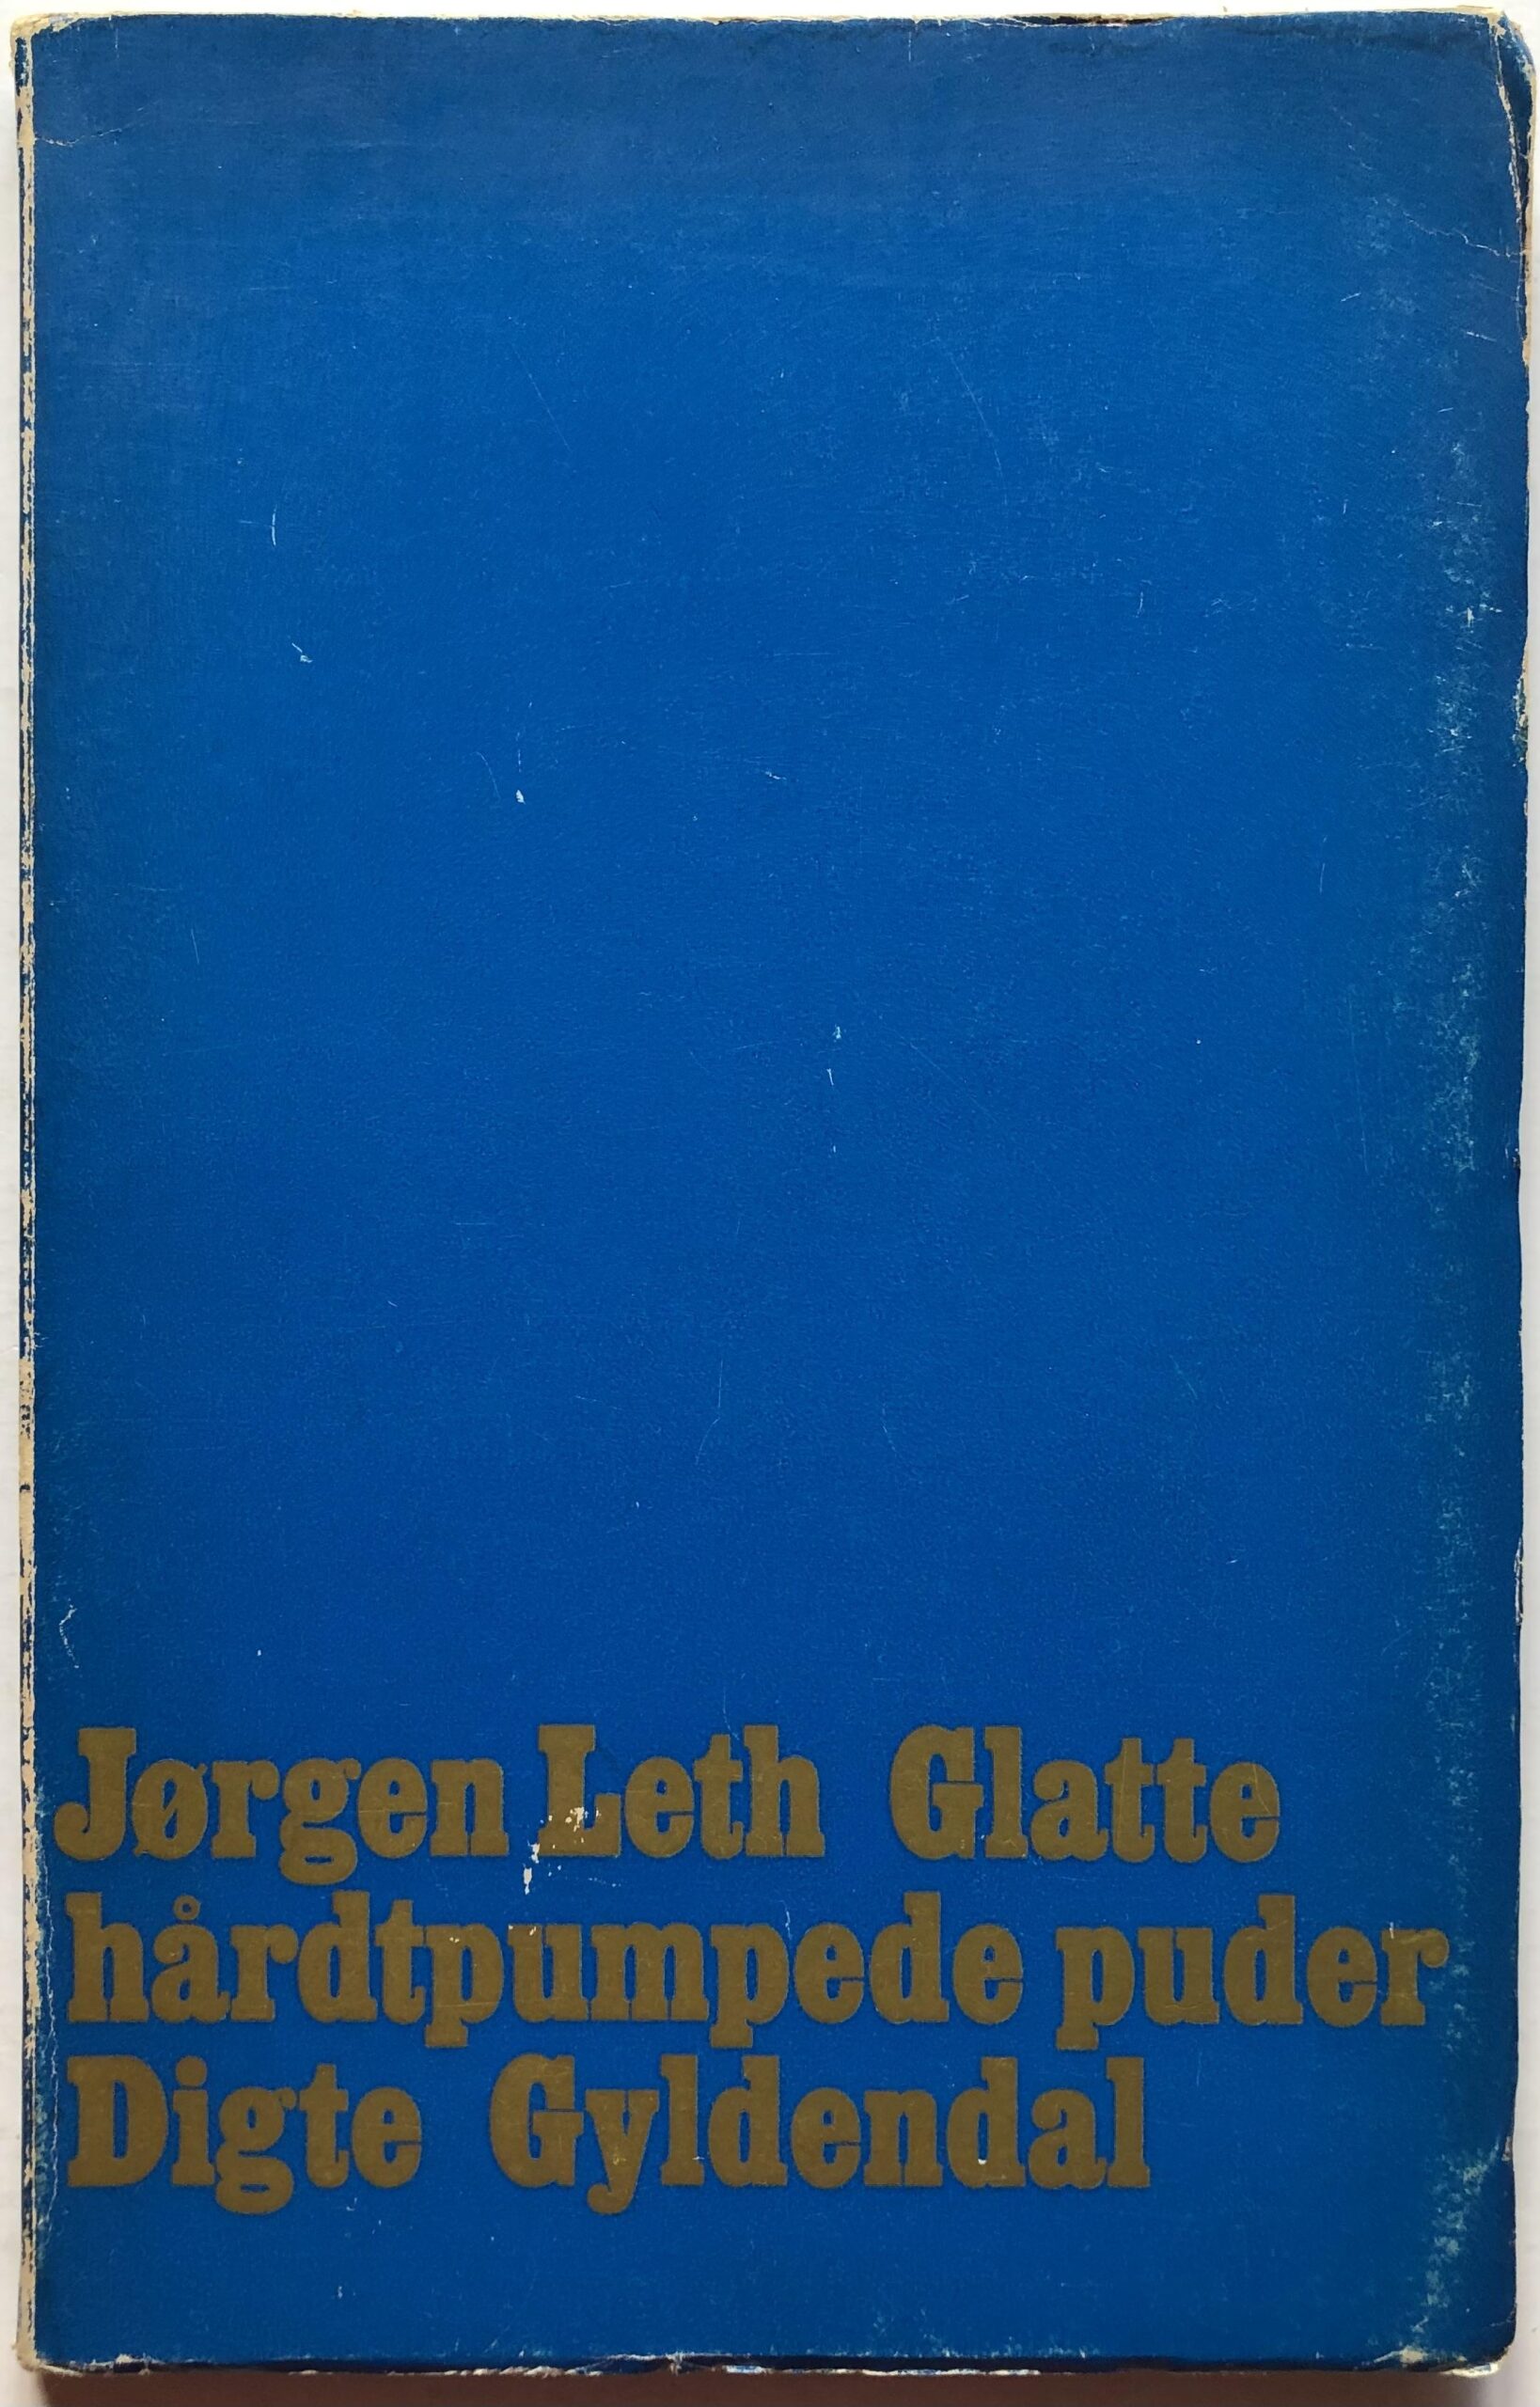 Jørgen Leth Glatte
hårdtpumpede puder
Digte Gyldendal